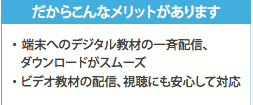 だからこんなメリットがあります
・端末へのデジタル教材の一斉配信、
ダウンロードがスムーズ
・ビデオ教材の配信、視聴にも安心して対応